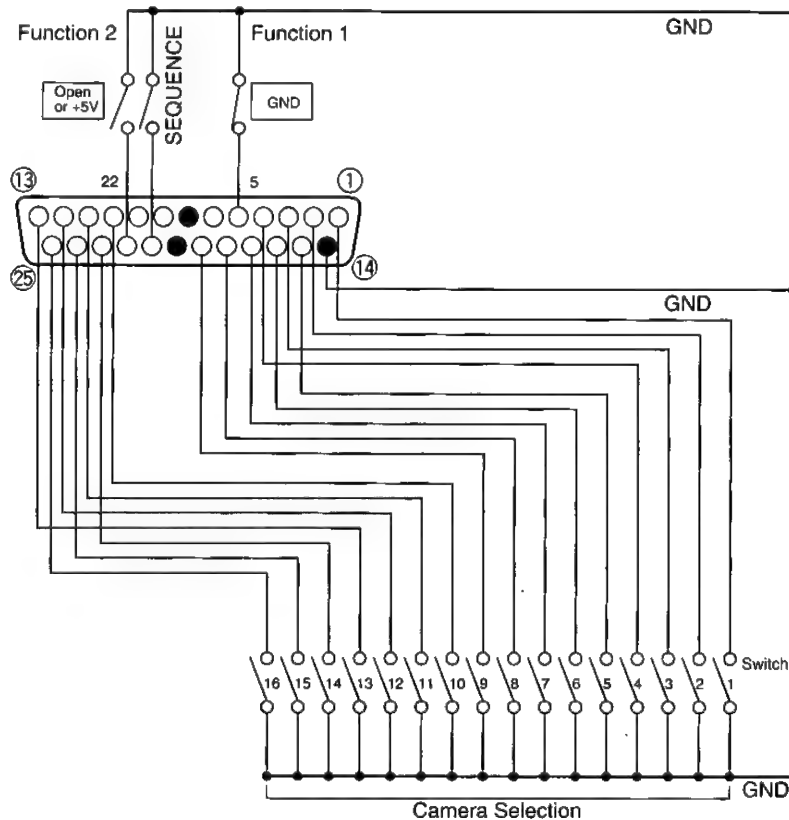 Function 2
Function 1
GND
SEQUENCE
Open
or +5V
GND
13
22
5
1
25
14
GND
Switch
16
15
14
13
12
11
10
9
8
7
6
5
4
3
2
1
GND
Camera Selection